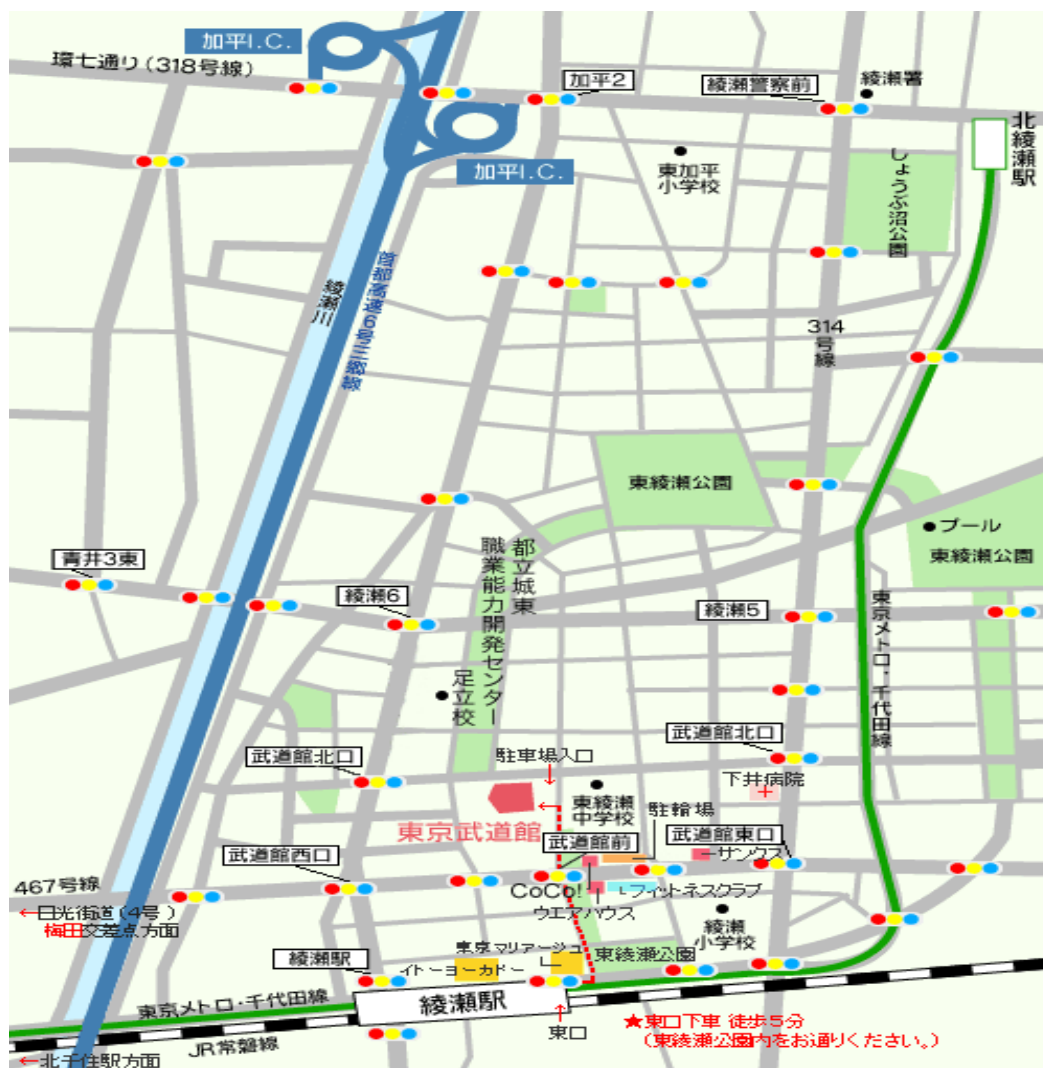 加平I.C.
環七通り(318号線)
加平2
綾瀬警察前
綾瀬署
北綾瀬駅
加平I.C.
東加平
小学校
しょうぶ沼公園
綾瀬川
首都高速6号三郷線
314
号
線
東綾瀬公園
プール
東綾瀬公園
青井3東
綾瀬6
都立城東
職業能力開発センター
足立校
綾瀬5
東京メトロ・千代田線
武道館北口
武道館北口
駐車場入口
下井病院
東綾瀬
中学校
駐輪場
東京武道館
武道館前
武道館東口
武道館西口
サンクス
467号線
CoCo!
フィットネスクラブ
←日光街道(4号)
梅田交差点方面
ウエアハウス
綾瀬
小学校
東京マリアージュ
東綾瀬公園
綾瀬駅
イトーヨーカドー
東京メトロ・千代田線
綾瀬駅
↑
東口
★東口下車 徒歩5分
(東綾瀬公園内をお通りください。)
JR常磐線
←北千住駅方面